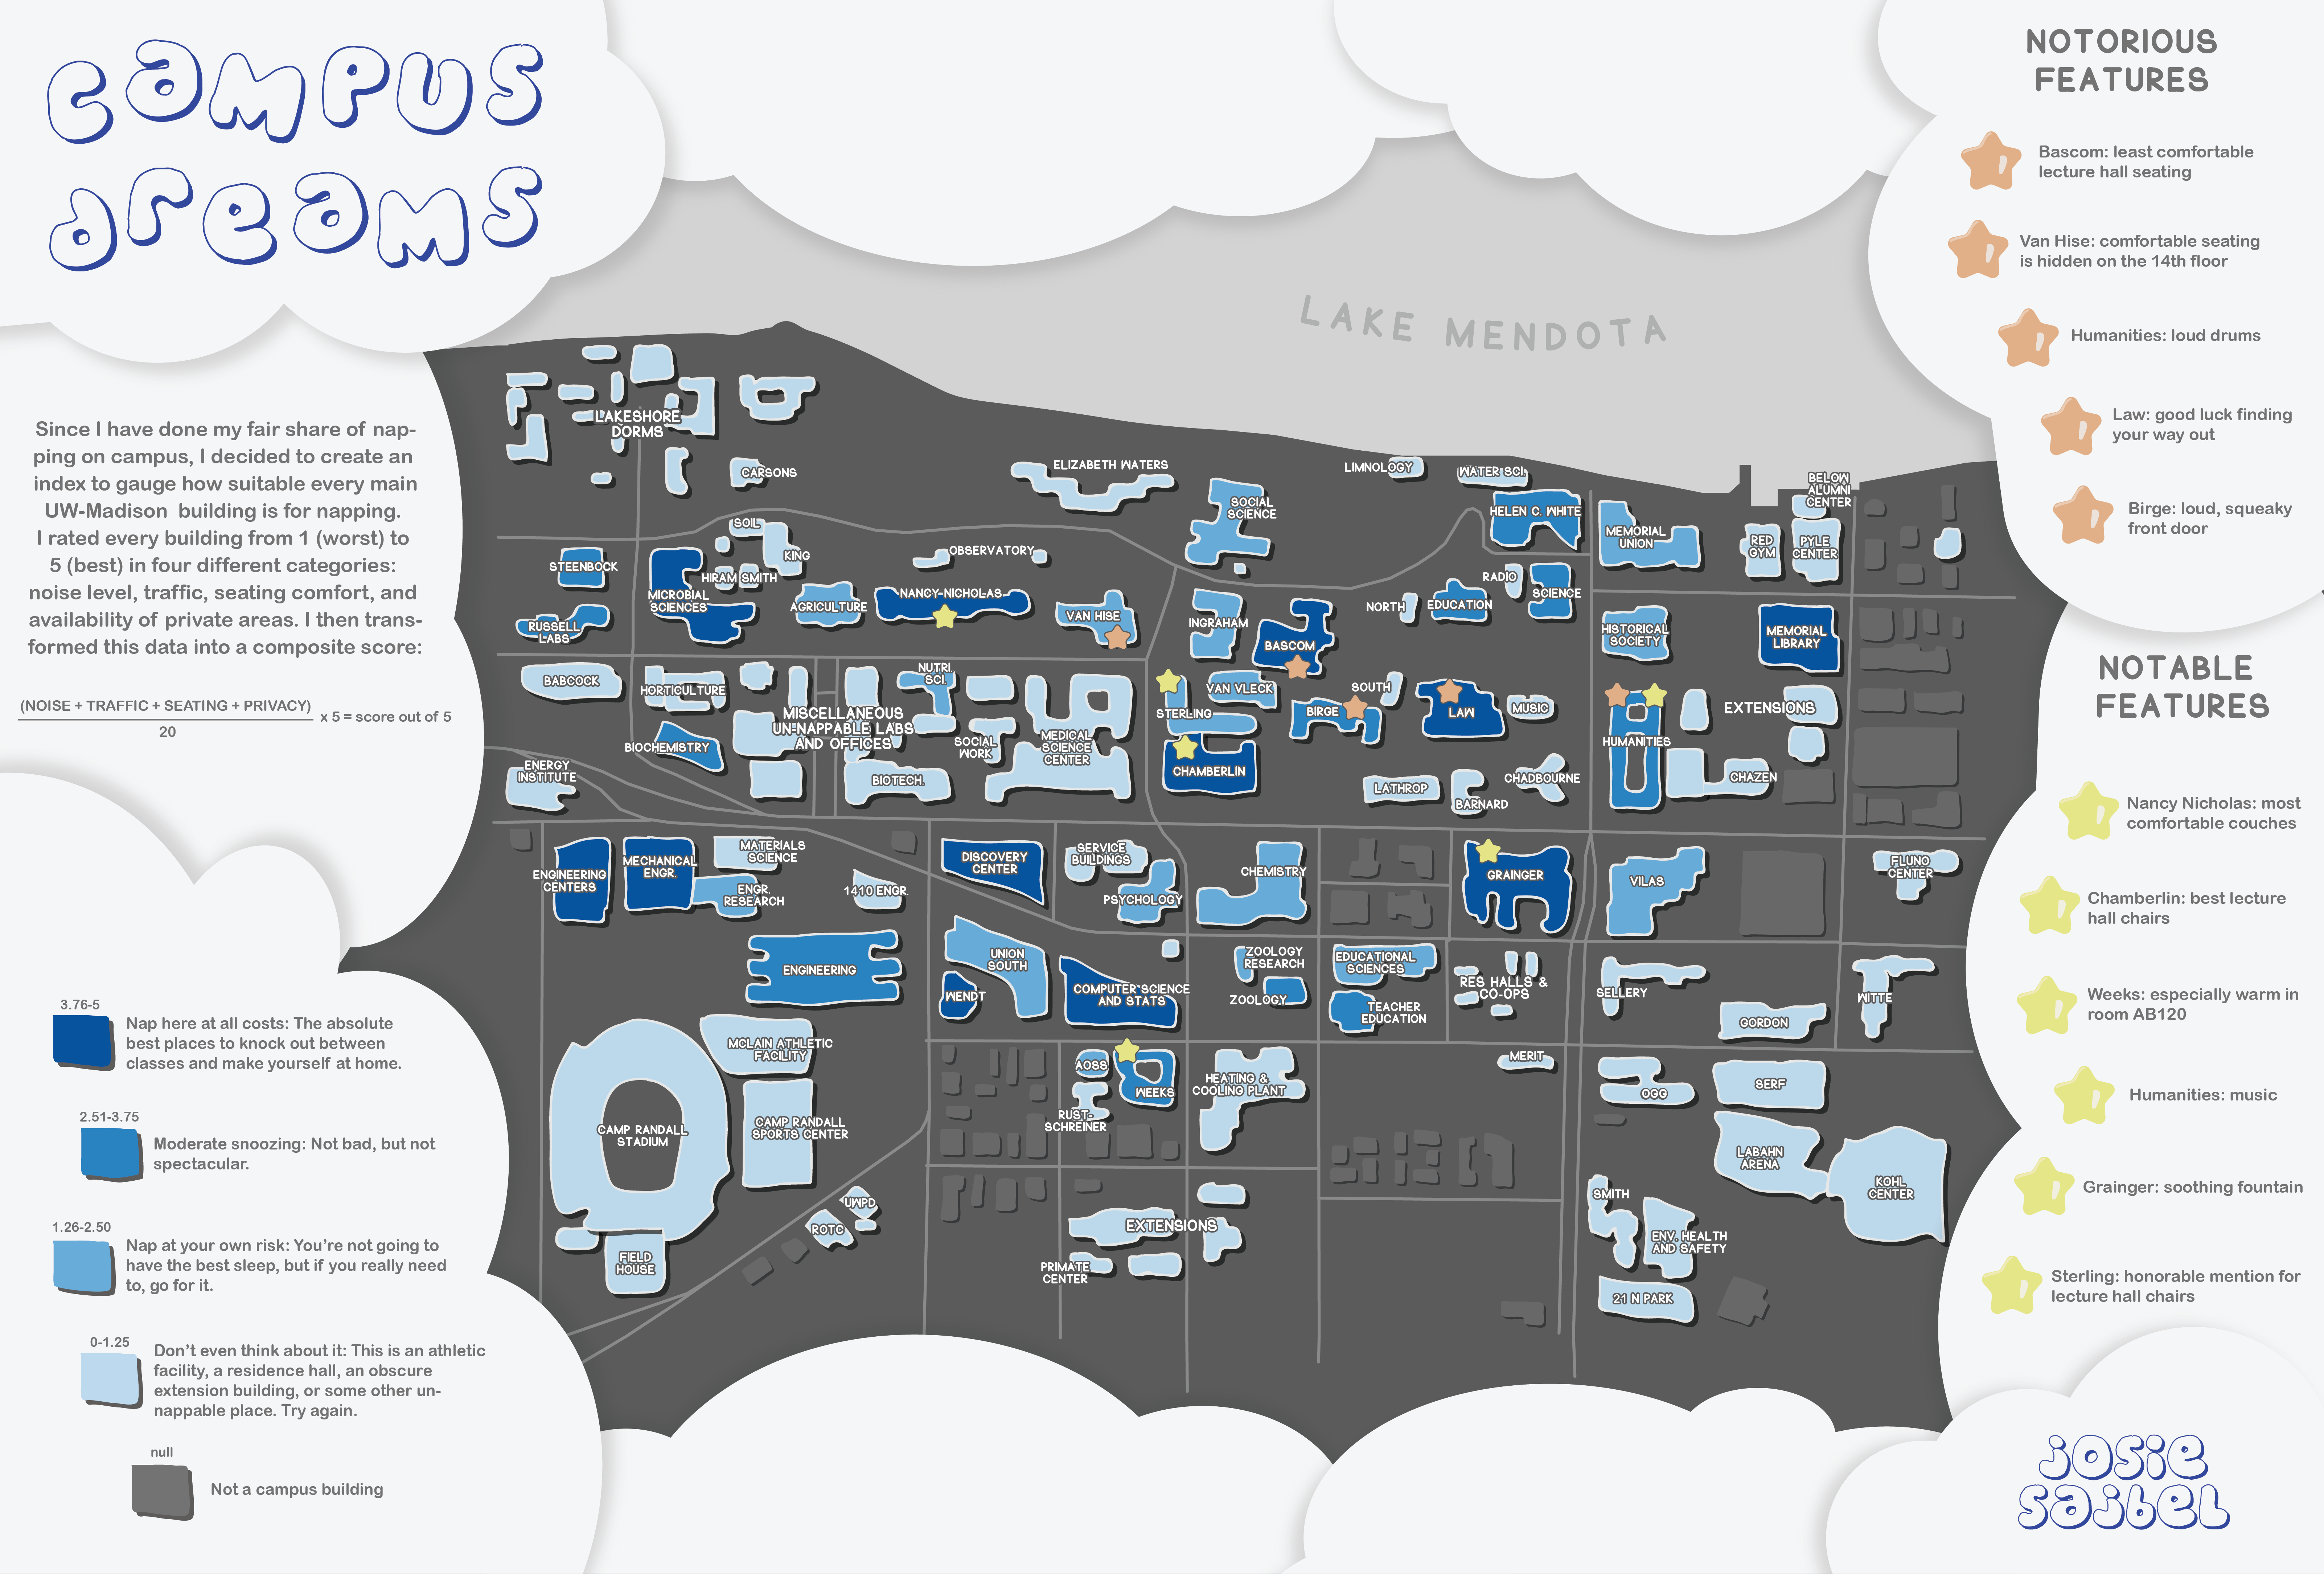 campus
dreams
Since I have done my fair share of nap-
ping on campus, I decided to create an
index to gauge how suitable every main
UW-Madison building is for napping.
I rated every building from 1 (worst) to
5 (best) in four different categories:
noise level, traffic, seating comfort, and
availability of private areas. I then trans-
formed this data into a composite score:
(NOISE + TRAFFIC + SEATING + PRIVACY)
20
x 5 = score out of 5
3.76-5
Nap here at all costs: The absolute
best places to knock out between
classes and make yourself at home.
2.51-3.75
Moderate snoozing: Not bad, but not
spectacular.
1.26-2.50
Nap at your own risk: You're not going to
have the best sleep, but if you really need
to, go for it.
0-1.25
Don't even think about it: This is an athletic
facility, a residence hall, an obscure
extension building, or some other un-
nappable place. Try again.
null
Not a campus building
LAKE MENDOTA
LAKESHORE
DORMS
CARSONS
ELIZABETH WATERS
LIMNOLOGY
WATER SCI.
BELOW
ALUMNI
CENTER
SOCIAL
SCIENCE
HELEN C. WHITE
MEMORIAL
UNION
RED
GYM
PYLE
CENTER
SOIL
KING
OBSERVATORY
STEENBOCK
HIRAM SMITH
MICROBIAL
SCIENCES
AGRICULTURE
NANCY-NICHOLAS
VAN HISE
RUSSELL
LABS
INGRAHAM
BASCOM
NORTH
EDUCATION
RADIO
SCIENCE
HISTORICAL
SOCIETY
MEMORIAL
LIBRARY
BABCOCK
HORTICULTURE
NUTRI.
SCI.
MISCELLANEOUS
UN-NAPPABLE LABS
AND OFFICES
BIOCHEMISTRY
SOCIAL
WORK
MEDICAL
SCIENCE
CENTER
STERLING
VAN VLECK
BIRGE
SOUTH
LAW
MUSIC
HUMANITIES
EXTENSIONS
ENERGY
INSTITUTE
BIOTECH.
CHAMBERLIN
LATHROP
BARNARD
CHADBOURNE
CHAZEN
ENGINEERING
CENTERS
MECHANICAL
ENGR.
MATERIALS
SCIENCE
ENGR.
RESEARCH
1410 ENGR.
DISCOVERY
CENTER
SERVICE
BUILDINGS
PSYCHOLOGY
CHEMISTRY
GRAINGER
VILAS
FLUNO
CENTER
ENGINEERING
UNION
SOUTH
WENDT
COMPUTER SCIENCE
AND STATS
ZOOLOGY
RESEARCH
ZOOLOGY
EDUCATIONAL
SCIENCES
TEACHER
EDUCATION
RES HALLS &
CO-OPS
SELLERY
GORDON
WITTE
MCLAIN ATHLETIC
FACILITY
CAMP RANDALL
STADIUM
CAMP RANDALL
SPORTS CENTER
AOSS
WEEKS
RUST-
SCHREINER
HEATING &
COOLING PLANT
MERIT
OGG
SERF
LABAHN
ARENA
KOHL
CENTER
UWPD
ROTC
FIELD
HOUSE
EXTENSIONS
PRIMATE
CENTER
SMITH
ENV. HEALTH
AND SAFETY
21 N PARK
NOTORIOUS
FEATURES
Bascom: least comfortable
lecture hall seating
Van Hise: comfortable seating
is hidden on the 14th floor
Humanities: loud drums
Law: good luck finding
your way out
Birge: loud, squeaky
front door
NOTABLE
FEATURES
Nancy Nicholas: most
comfortable couches
Chamberlin: best lecture
hall chairs
Weeks: especially warm in
room AB120
Humanities: music
Grainger: soothing fountain
Sterling: honorable mention for
lecture hall chairs
josie
sajbel